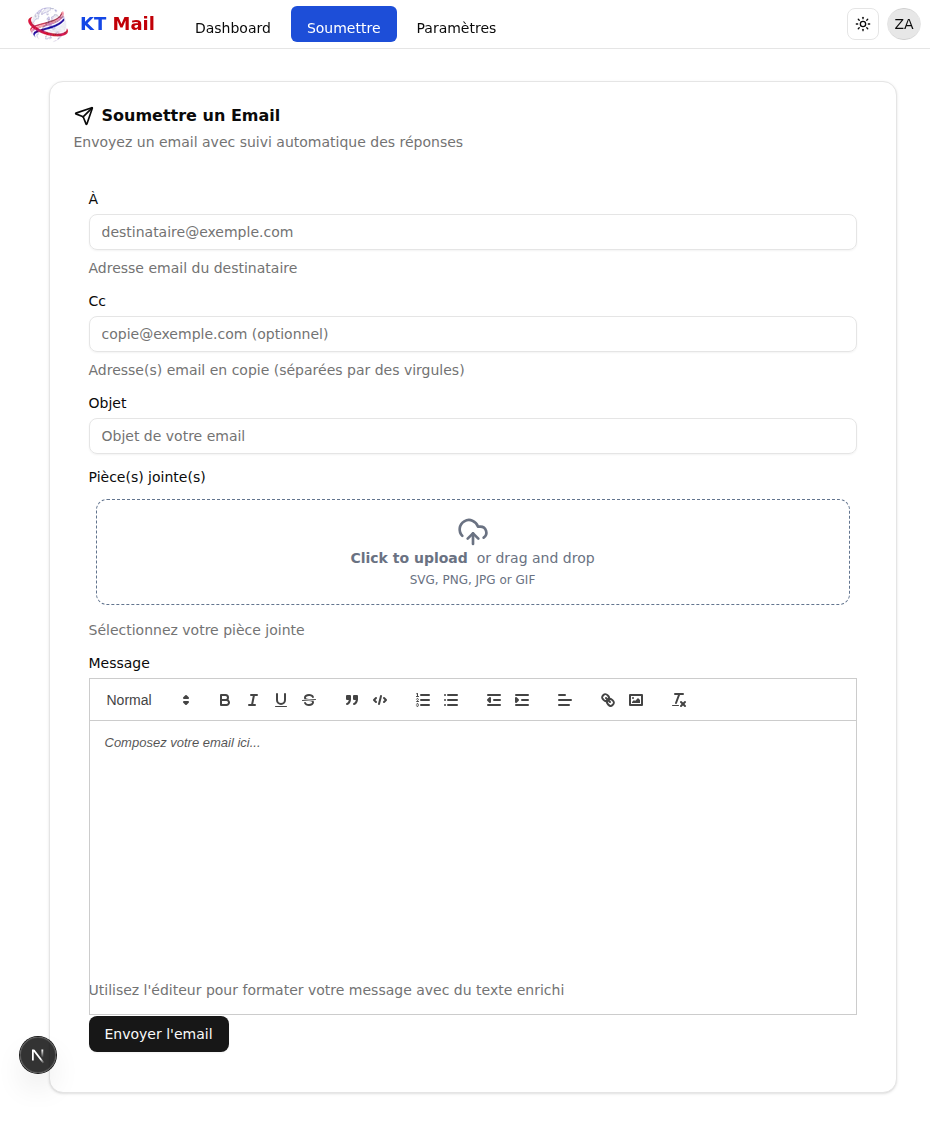 KT Mail
Dashboard
Soumettre
Paramètres
ZA
Soumettre un Email
Envoyez un email avec suivi automatique des réponses
À
destinataire@exemple.com
Adresse email du destinataire
Cc
copie@exemple.com (optionnel)
Adresse(s) email en copie (séparées par des virgules)
Objet
Objet de votre email
Pièce(s) jointe(s)
Click to upload or drag and drop
SVG, PNG, JPG or GIF
Sélectionnez votre pièce jointe
Message
Normal
Composez votre email ici...
Utilisez l'éditeur pour formater votre message avec du texte enrichi
Envoyer l'email
N